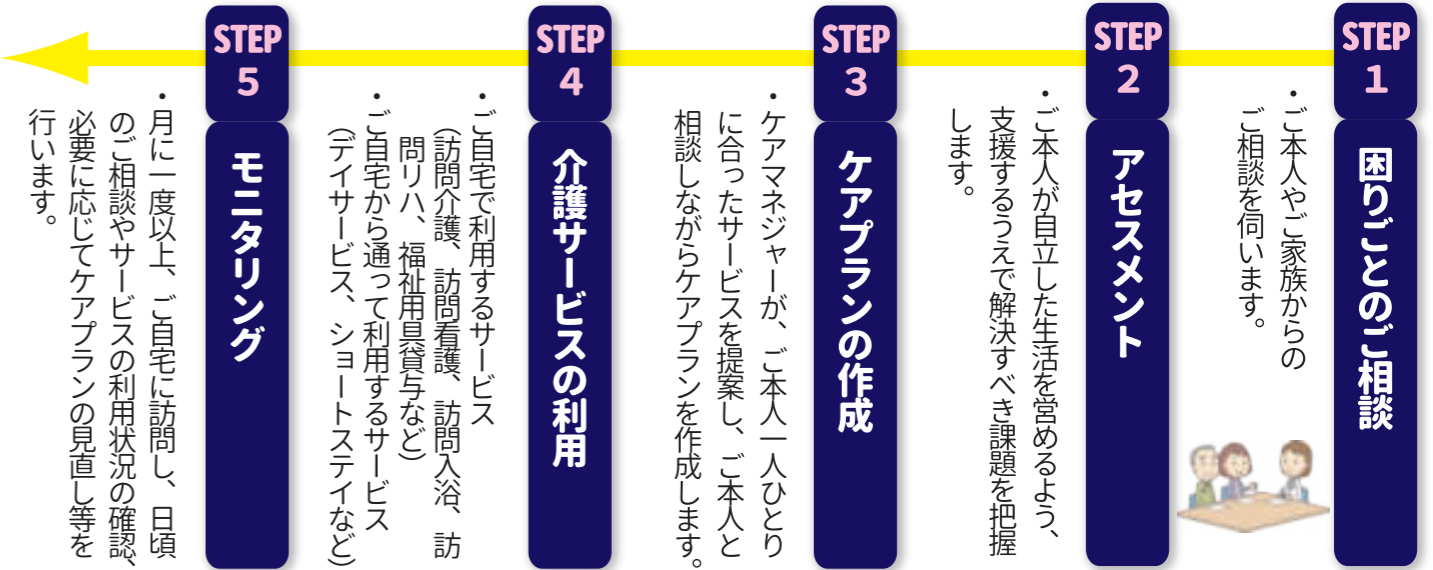 STEP
1
困りごとのご相談
・ご本人やご家族からの
ご相談を伺います。
STEP
2
アセスメント
・ご本人が自立した生活を営めるよう、
支援するうえで解決すべき課題を把握
します。
STEP
3
ケアプランの作成
・ケアマネジャーが、ご本人一人ひとり
に合ったサービスを提案し、ご本人と
相談しながらケアプランを作成します。
STEP
4
介護サービスの利用
・ご自宅で利用するサービス
（訪問介護、訪問看護、訪問入浴、訪
問リハ、福祉用具貸与など）
・ご自宅から通って利用するサービス
（デイサービス、ショートステイなど）
STEP
5
モニタリング
・月に一度以上、ご自宅に訪問し、日頃
のご相談やサービスの利用状況の確認、
必要に応じてケアプランの見直し等を
行います。